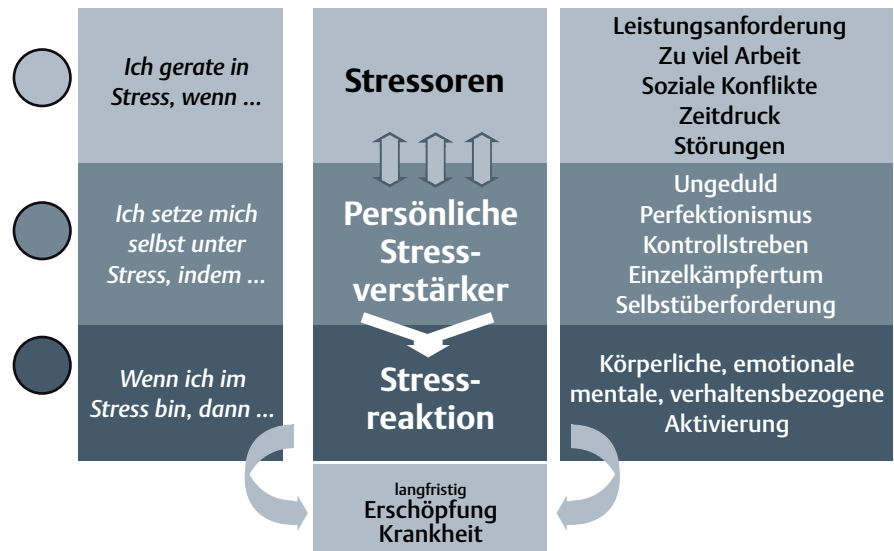 Ich gerate in
Stress, wenn ...
Stressoren
Leistungsanforderung
Zu viel Arbeit
Soziale Konflikte
Zeitdruck
Störungen
Ich setze mich
selbst unter
Stress, indem ...
Persönliche
Stress-
verstärker
Ungeduld
Perfektionismus
Kontrollstreben
Einzelkämpfertum
Selbstüberforderung
Wenn ich im
Stress bin, dann ...
Stress-
reaktion
Körperliche, emotionale
mentale, verhaltensbezogene
Aktivierung
langfristig
Erschöpfung
Krankheit